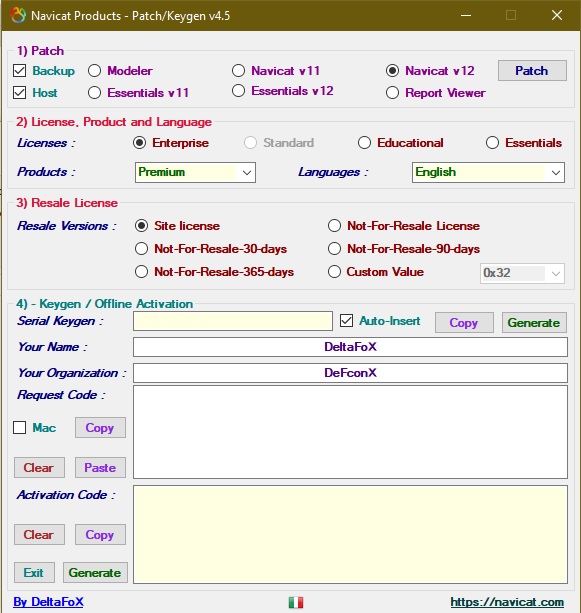 Navicat Products - Patch/Keygen v4.5
1) Patch
Backup Modeler Navicat v11 Navicat v12 Patch
Host Essentials v11 Essentials v12 Report Viewer
2) License, Product and Language
Licenses : Enterprise Standard Educational Essentials
Products : Premium Languages : English
3) Resale License
Resale Versions : Site license Not-For-Resale License
Not-For-Resale-30-days Not-For-Resale-90-days
Not-For-Resale-365-days Custom Value 0x32
4) - Keygen / Offline Activation
Serial Keygen : Auto-Insert Copy Generate
Your Name : DeltaFoX
Your Organization : DeFconX
Request Code :
Mac Copy
Clear Paste
Activation Code :
Clear Copy
Exit Generate
By DeltaFoX https://navicat.com